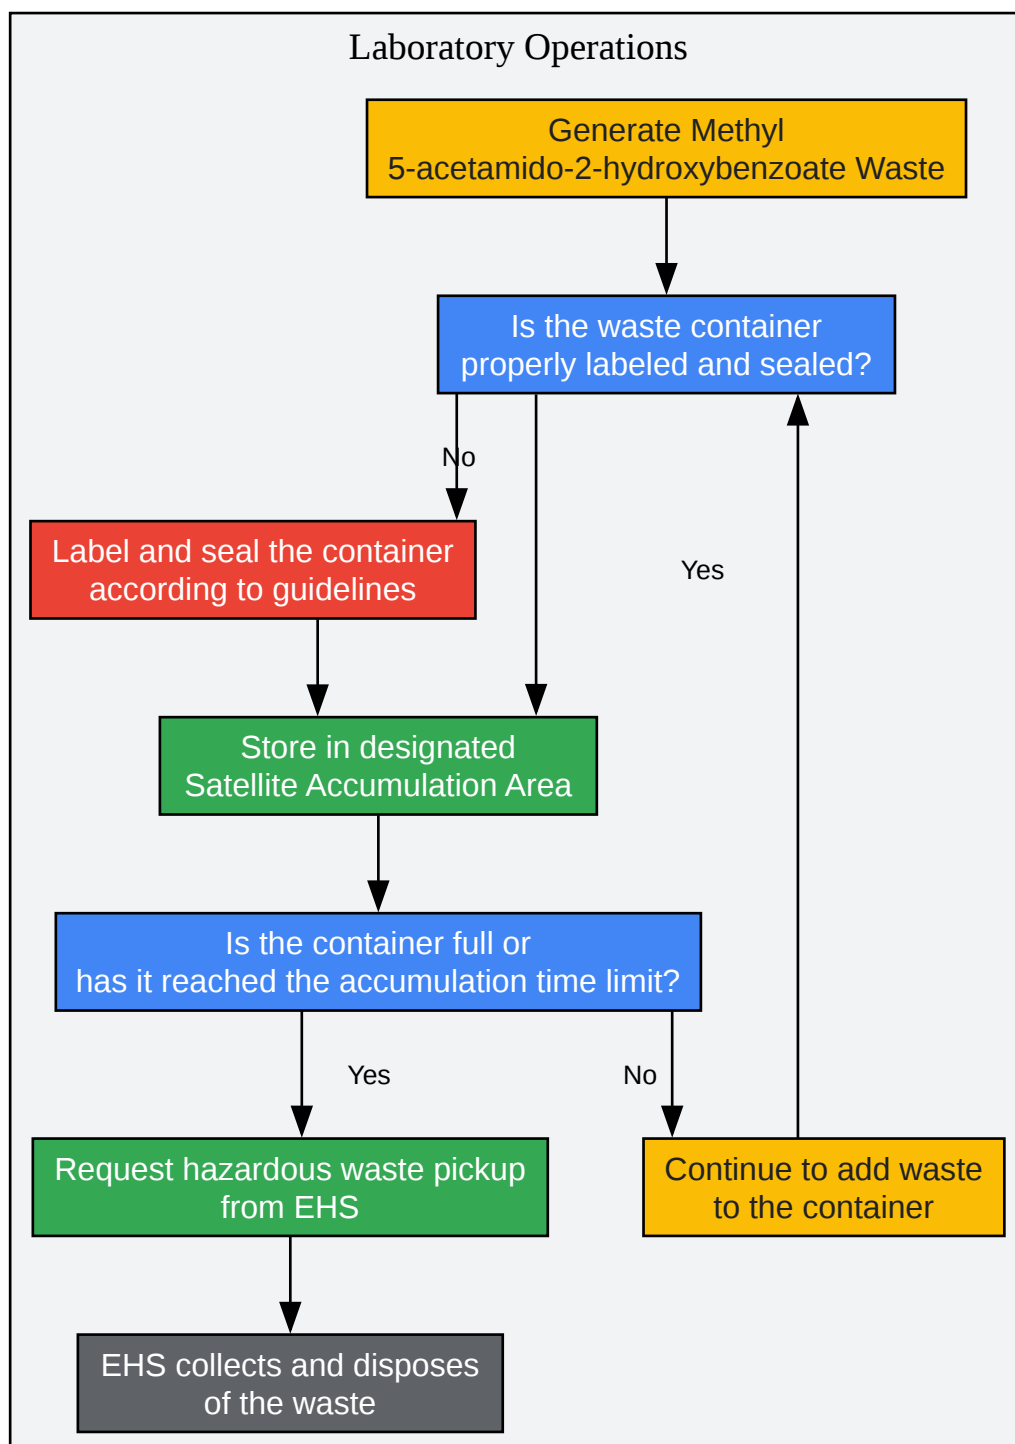 Laboratory Operations
Generate Methyl
5-acetamido-2-hydroxybenzoate Waste
Is the waste container
properly labeled and sealed?
No
Label and seal the container
according to guidelines
Yes
Store in designated
Satellite Accumulation Area
Is the container full or
has it reached the accumulation time limit?
Yes
No
Request hazardous waste pickup
from EHS
Continue to add waste
to the container
EHS collects and disposes
of the waste